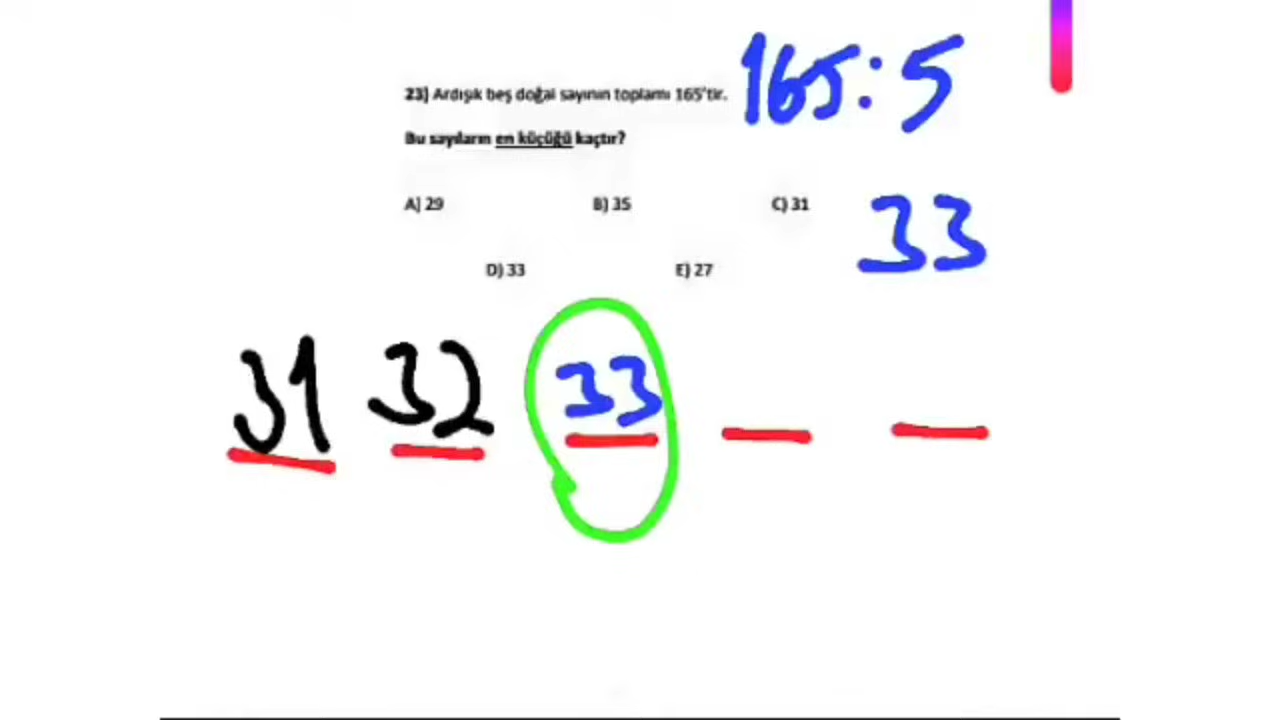 23) Ardışık beş doğal sayının toplamı 165'tir.
165:5
Bu sayıların en küçüğü kaçtır?
A) 29 B) 35 C) 31
33
D) 33 E) 27
31 32 33